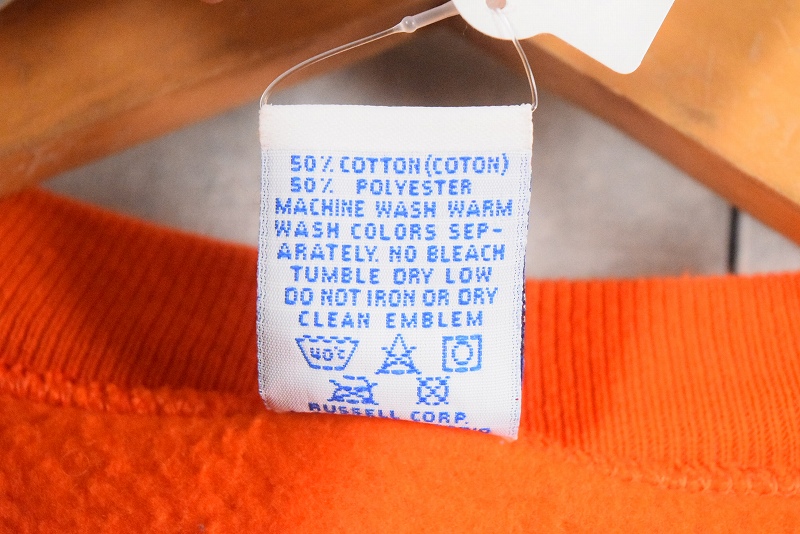 50% COTTON (COTON)
50% POLYESTER
MACHINE WASH WARM
WASH COLORS SEP-
ARATELY. NO BLEACH
TUMBLE DRY LOW
DO NOT IRON OR DRY
CLEAN EMBLEM
40°C
RUSSELL CORP.